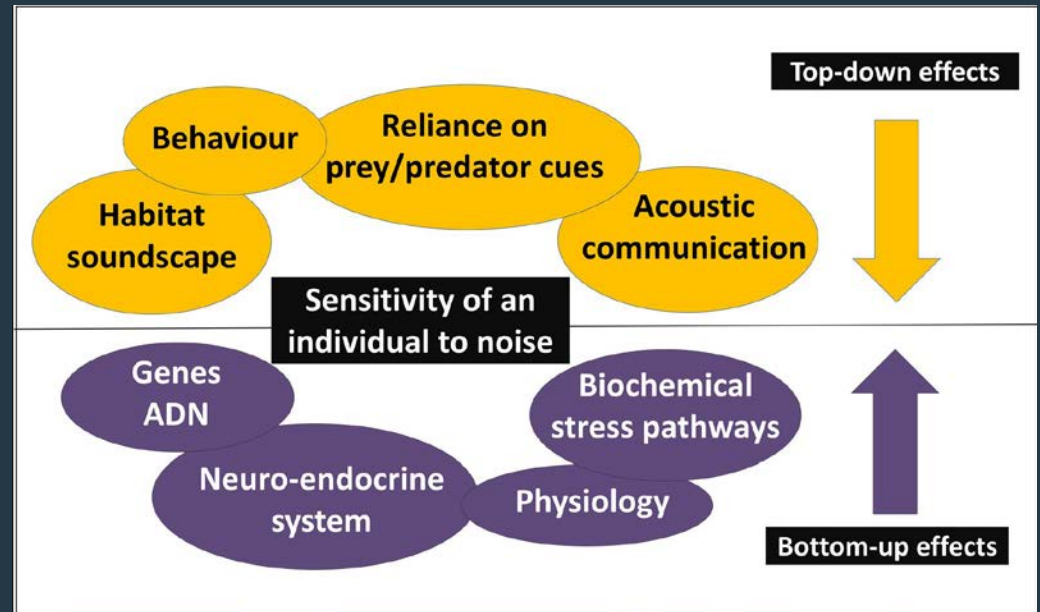 Top-down effects
Behaviour
Reliance on
prey/predator cues
Habitat
soundscape
Acoustic
communication
Sensitivity of an
individual to noise
Genes
ADN
Biochemical
stress pathways
Neuro-endocrine
system
Physiology
Bottom-up effects